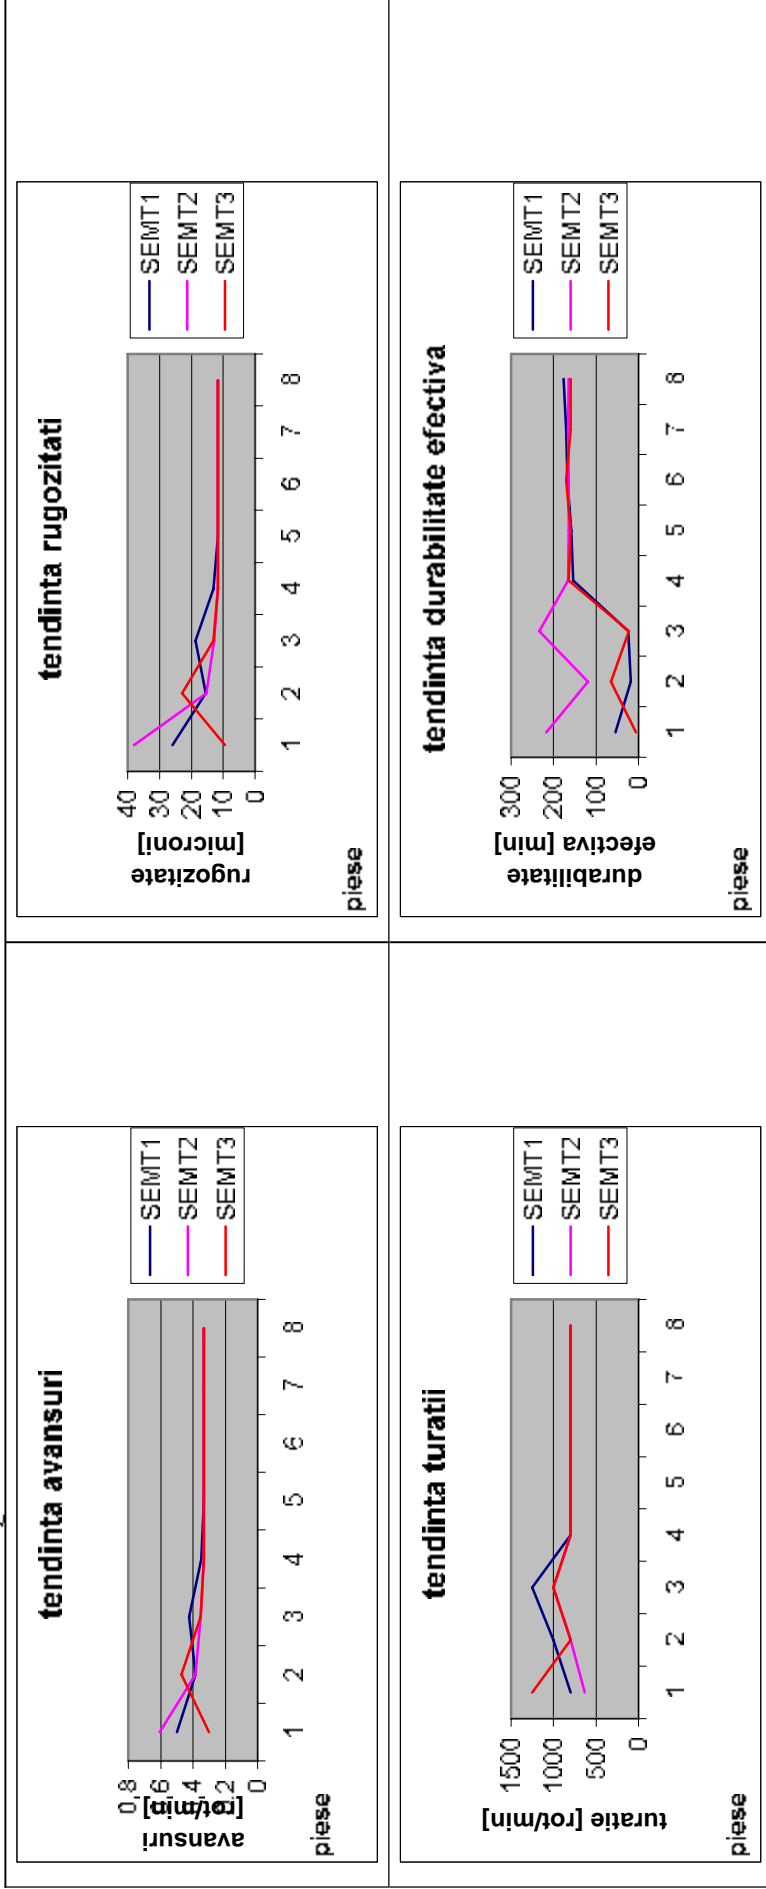 tendinta avansuri
avansuri
[rot/min]
0,8
0,6
0,4
0,2
0
1 2 3 4 5 6 7 8
piese
SEMT1
SEMT2
SEMT3
tendinta rugozitati
rugozitate
[microni]
40
30
20
10
0
1 2 3 4 5 6 7 8
piese
SEMT1
SEMT2
SEMT3
tendinta turatii
turatie [rot/min]
1500
1000
500
0
1 2 3 4 5 6 7 8
piese
SEMT1
SEMT2
SEMT3
tendinta durabilitate efectiva
durabilitate
efectiva [min]
300
200
100
0
1 2 3 4 5 6 7 8
piese
SEMT1
SEMT2
SEMT3